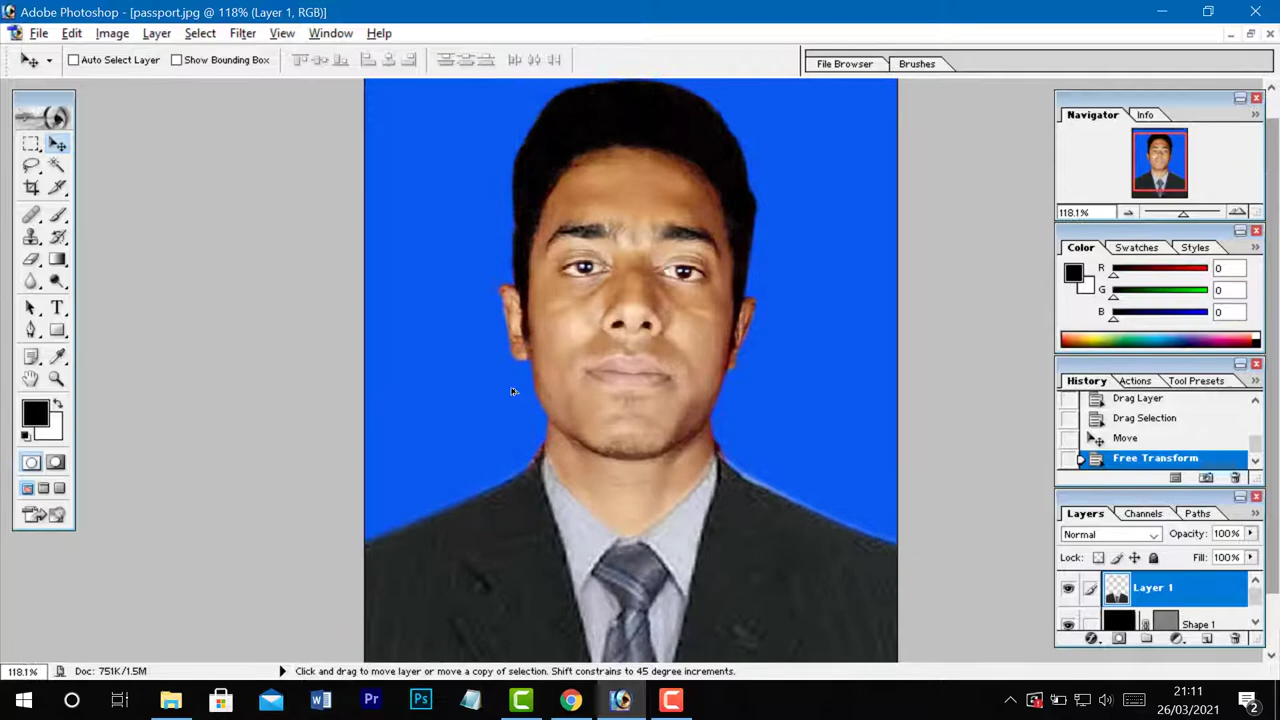 Adobe Photoshop - [passport.jpg @ 118% (Layer 1, RGB)]
File Edit Image Layer Select Filter View Window Help
Auto Select Layer Show Bounding Box File Browser Brushes
Navigator Info
118.1%
Color Swatches Styles
R 0
G 0
B 0
History Actions Tool Presets
Drag Layer
Drag Selection
Move
Free Transform
Layers Channels Paths
Normal Opacity: 100%
Lock: Fill: 100%
Layer 1
Shape 1
118.1% Doc: 751K/1.5M Click and drag to move layer or move a copy of selection. Shift constrains to 45 degree increments.
21:11
26/03/2021
2